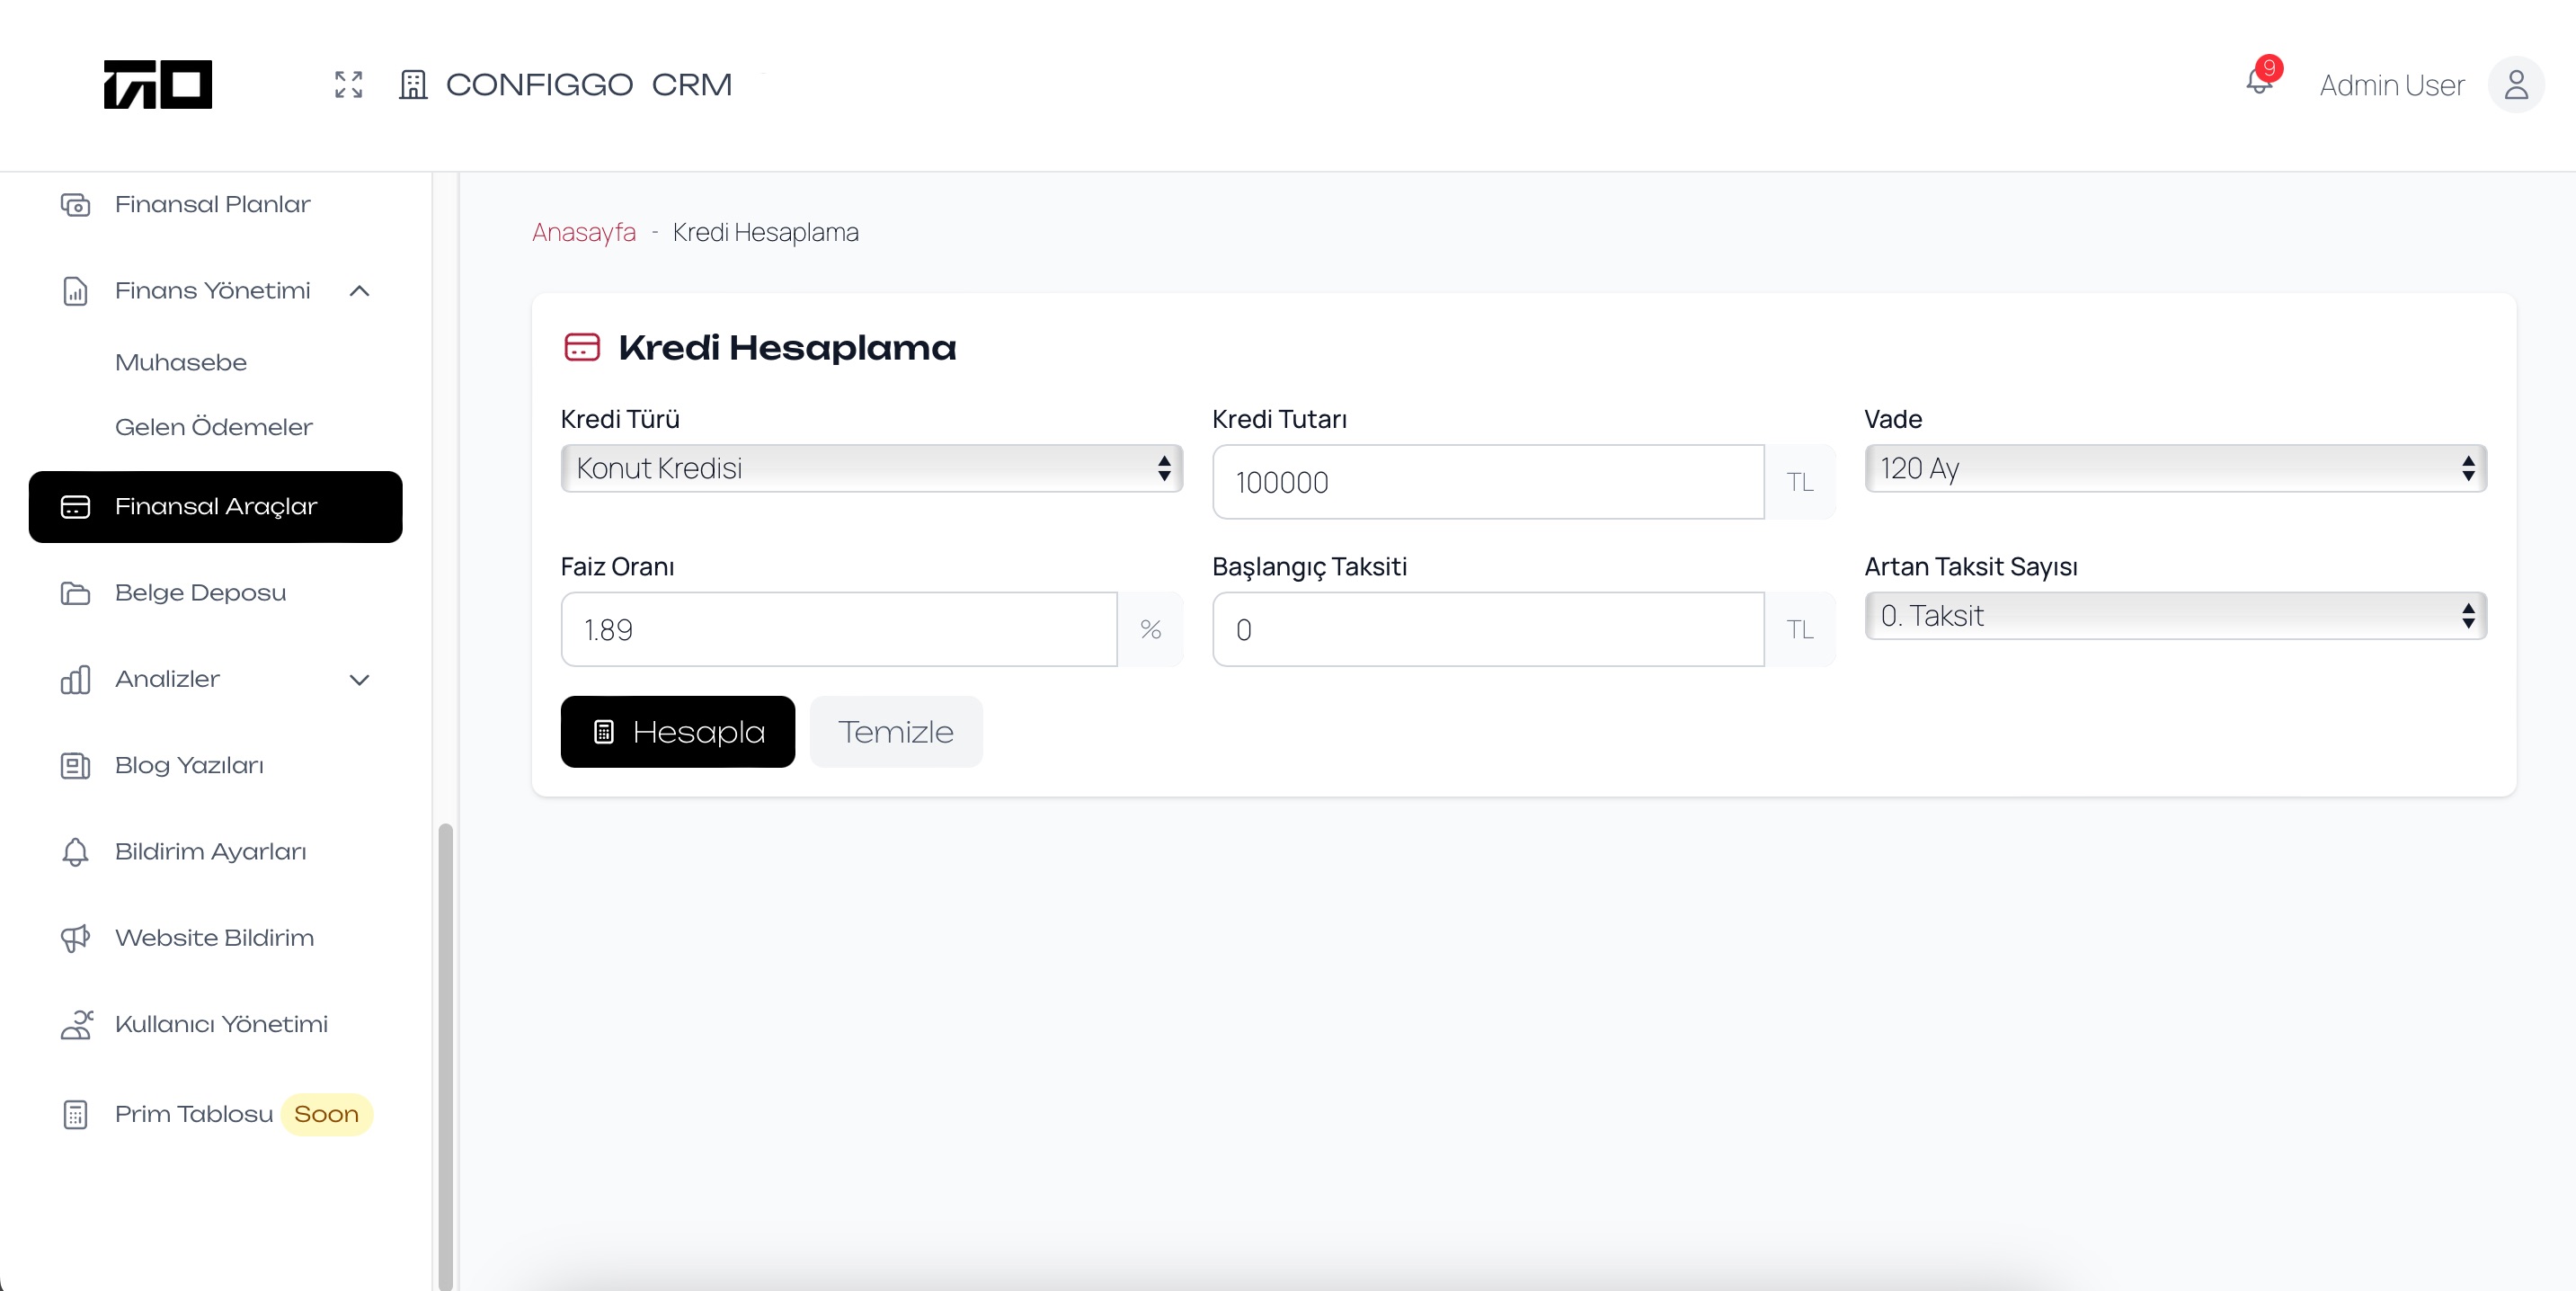 CONFIGGO CRM
9
Admin User
Finansal Planlar
Finans Yönetimi
Muhasebe
Gelen Ödemeler
Finansal Araçlar
Belge Deposu
Analizler
Blog Yazıları
Bildirim Ayarları
Website Bildirim
Kullanıcı Yönetimi
Prim Tablosu Soon
Anasayfa - Kredi Hesaplama
Kredi Hesaplama
Kredi Türü
Konut Kredisi
Kredi Tutarı
100000 TL
Vade
120 Ay
Faiz Oranı
1.89 %
Başlangıç Taksiti
0 TL
Artan Taksit Sayısı
0. Taksit
Hesapla
Temizle